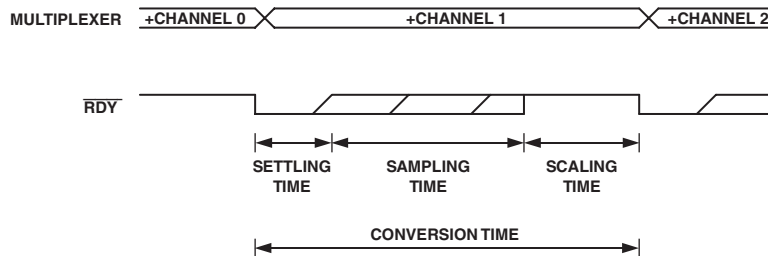 MULTIPLEXER +CHANNEL 0 +CHANNEL 1 +CHANNEL 2
RDY
SETTLING TIME
SAMPLING TIME
SCALING TIME
CONVERSION TIME